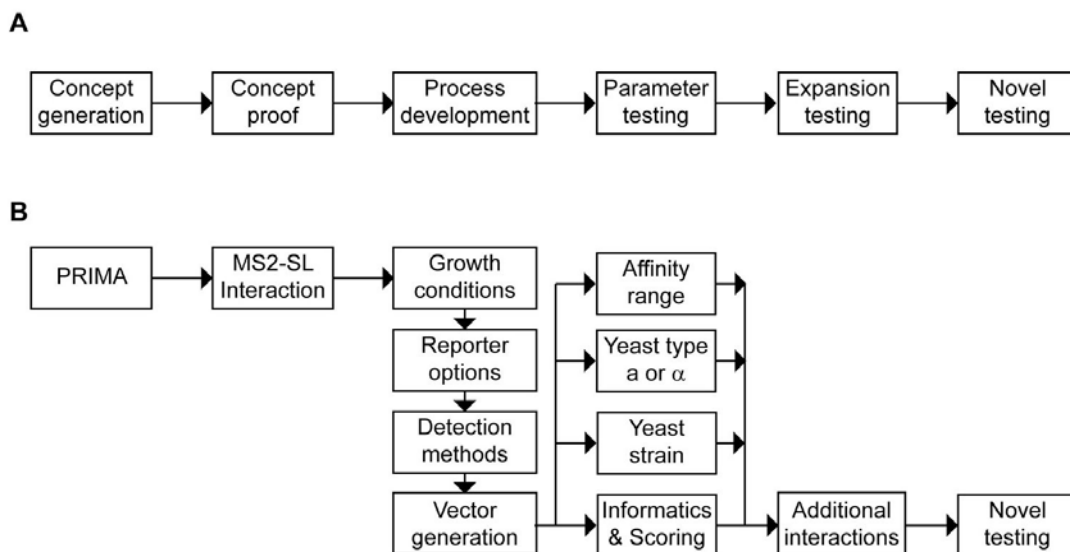 A
Concept
generation
Concept
proof
Process
development
Parameter
testing
Expansion
testing
Novel
testing
B
PRIMA
MS2-SL
Interaction
Growth
conditions
Reporter
options
Detection
methods
Vector
generation
Affinity
range
Yeast type
a or α
Yeast
strain
Informatics
& Scoring
Additional
interactions
Novel
testing